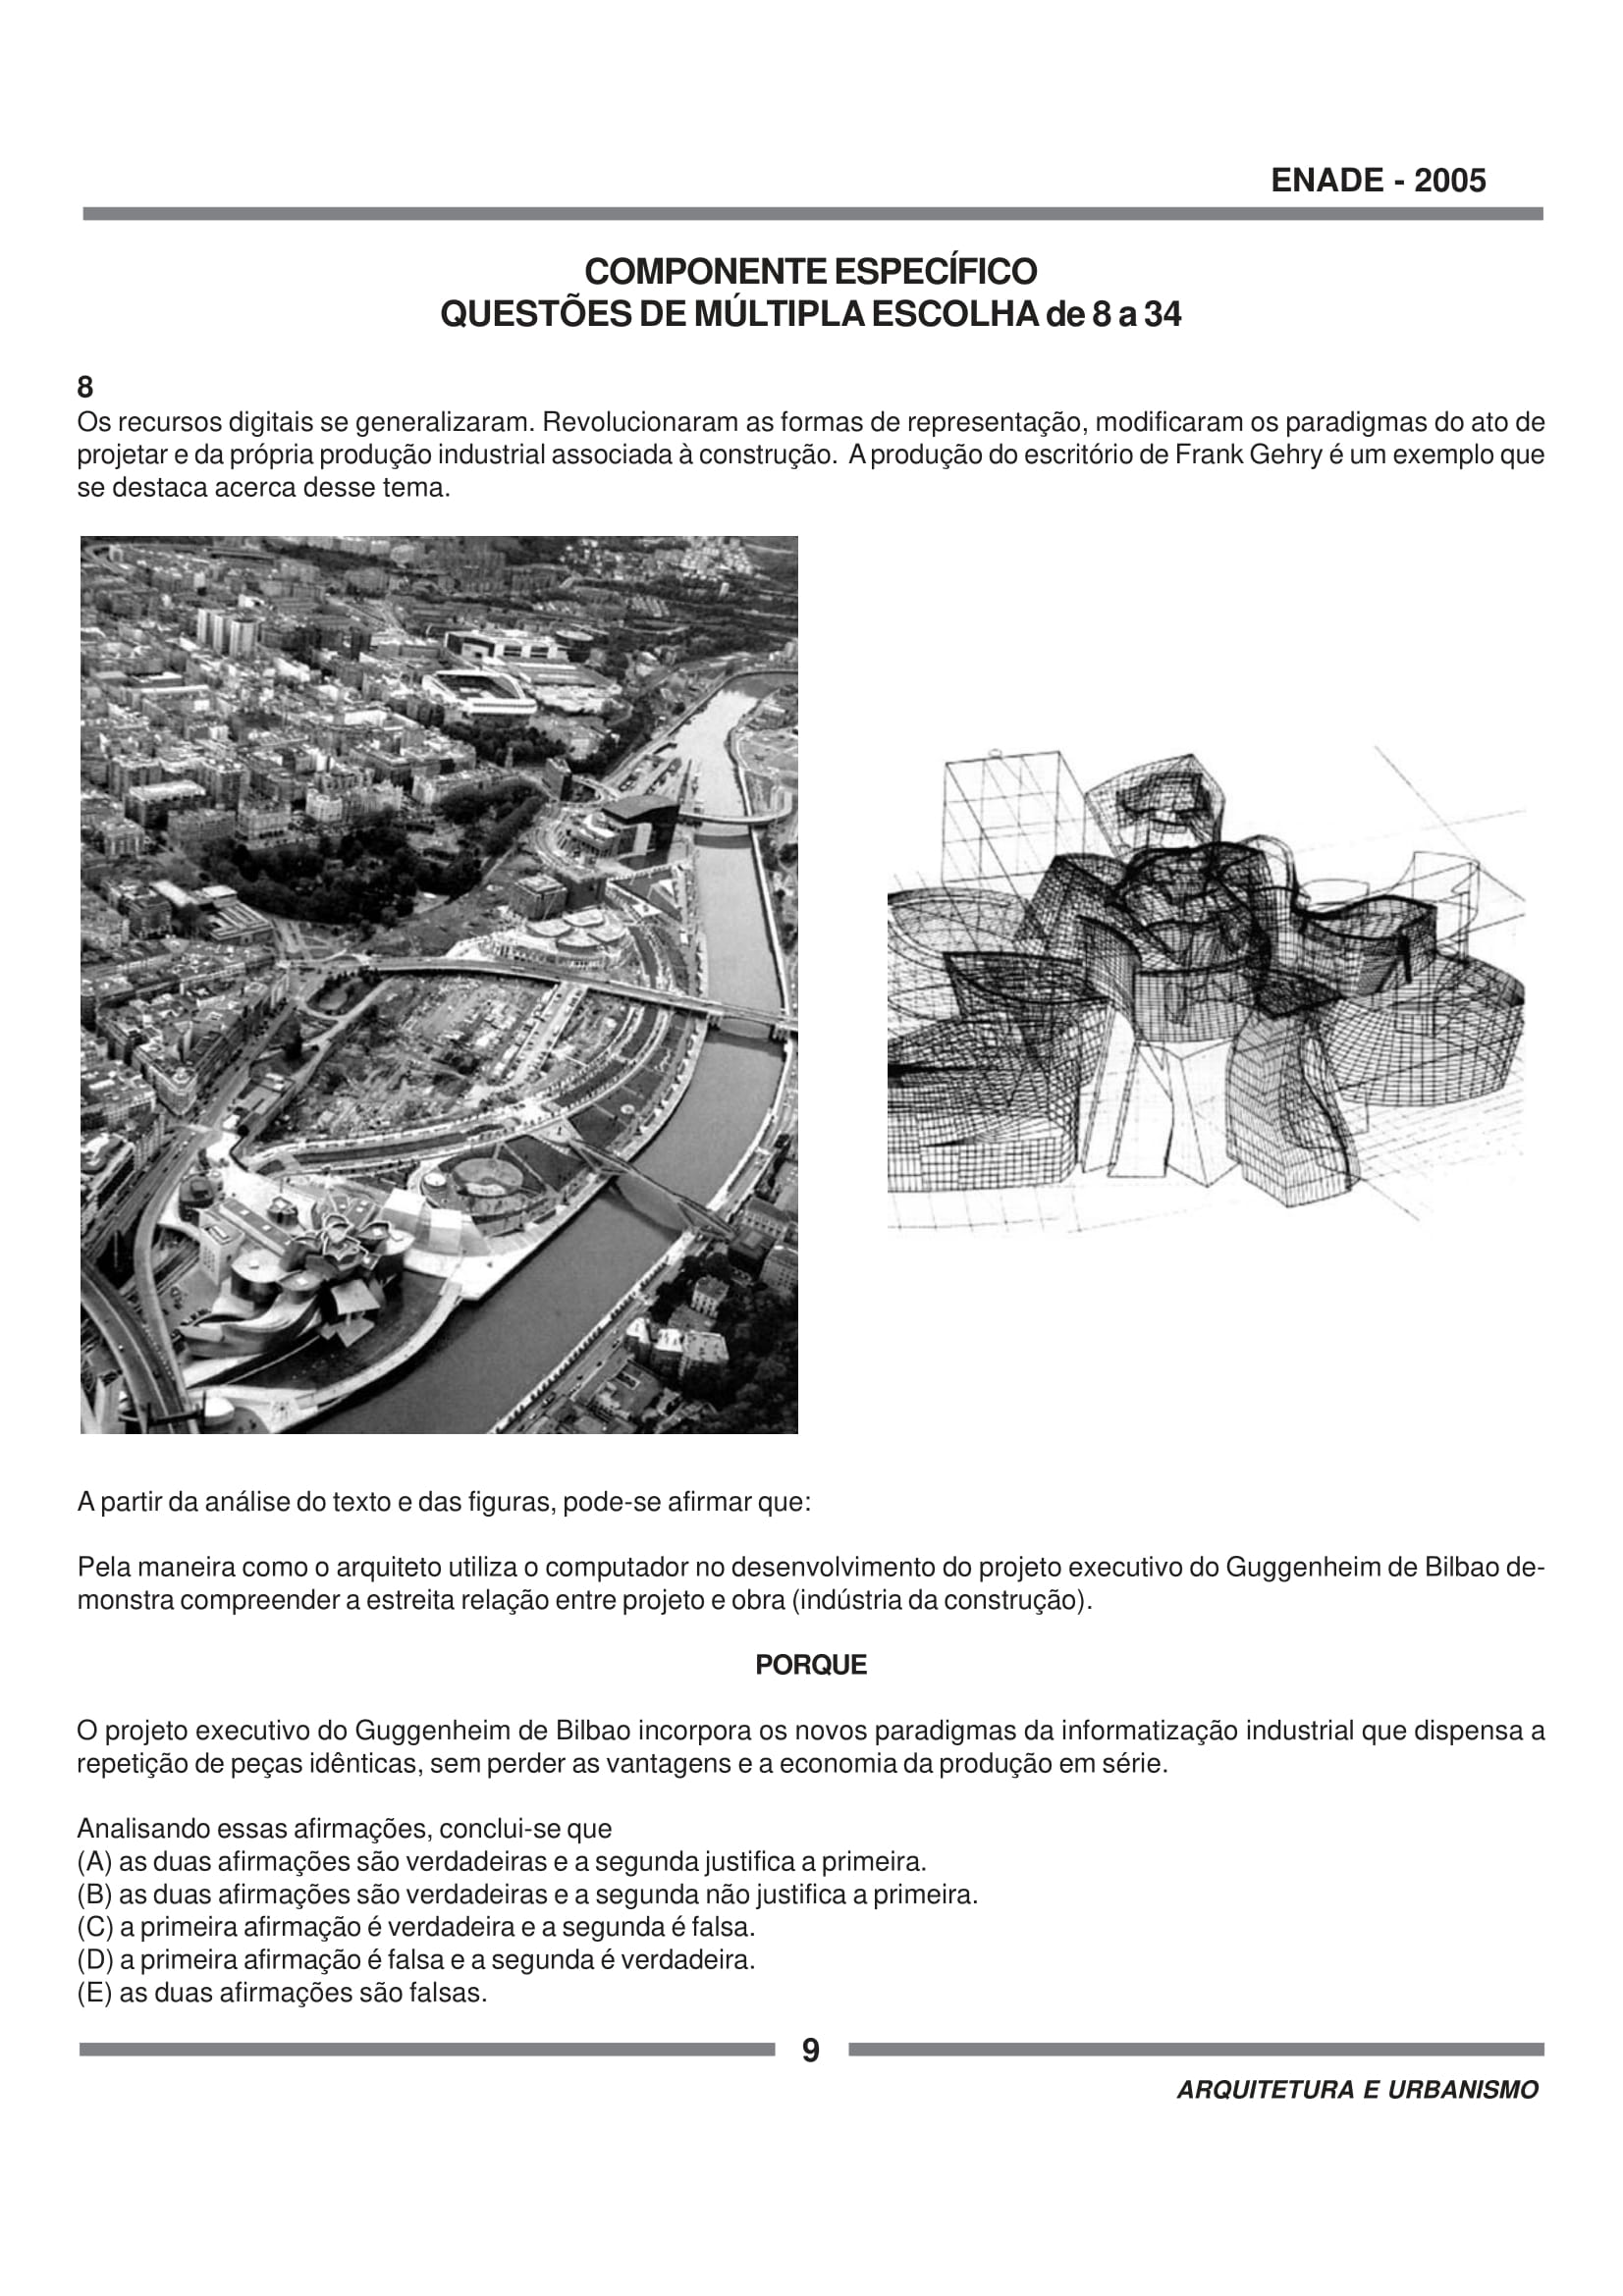 ENADE - 2005
COMPONENTE ESPECÍFICO
QUESTÕES DE MÚLTIPLA ESCOLHA de 8 a 34
8
Os recursos digitais se generalizaram. Revolucionaram as formas de representação, modificaram os paradigmas do ato de
projetar e da própria produção industrial associada à construção. A produção do escritório de Frank Gehry é um exemplo que
se destaca acerca desse tema.
A partir da análise do texto e das figuras, pode-se afirmar que:
Pela maneira como o arquiteto utiliza o computador no desenvolvimento do projeto executivo do Guggenheim de Bilbao de-
monstra compreender a estreita relação entre projeto e obra (indústria da construção).
PORQUE
O projeto executivo do Guggenheim de Bilbao incorpora os novos paradigmas da informatização industrial que dispensa a
repetição de peças idênticas, sem perder as vantagens e a economia da produção em série.
Analisando essas afirmações, conclui-se que
(A) as duas afirmações são verdadeiras e a segunda justifica a primeira.
(B) as duas afirmações são verdadeiras e a segunda não justifica a primeira.
(C) a primeira afirmação é verdadeira e a segunda é falsa.
(D) a primeira afirmação é falsa e a segunda é verdadeira.
(E) as duas afirmações são falsas.
9
ARQUITETURA E URBANISMO